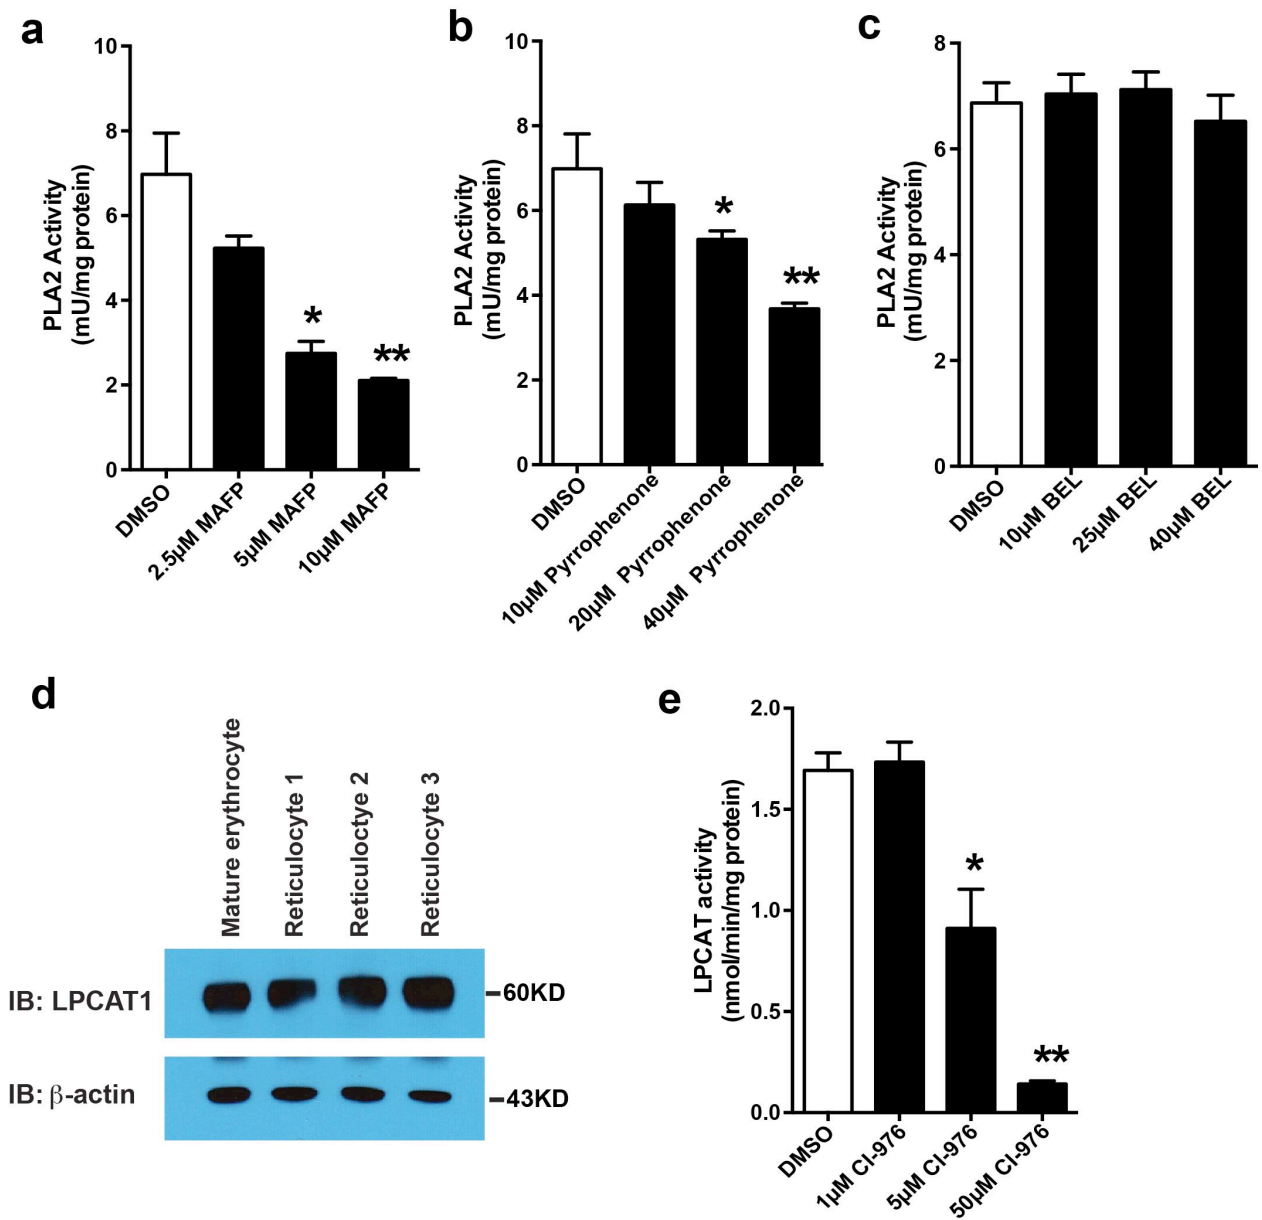 a
10
8
6
4
2
0
PLA2 Activity
(mU/mg protein)
*
**
DMSO
2.5µM MAFP
5µM MAFP
10µM MAFP
b
10
8
6
4
2
0
PLA2 Activity
(mU/mg protein)
*
**
DMSO
10µM Pyrrophenone
20µM Pyrrophenone
40µM Pyrrophenone
c
8
6
4
2
0
PLA2 Activity
(mU/mg protein)
DMSO
10µM BEL
25µM BEL
40µM BEL
d
Mature erythrocyte
Reticulocyte 1
Reticuloctye 2
Reticulocyte 3
IB: LPCAT1
60KD
IB: β-actin
43KD
e
2.0
1.5
1.0
0.5
0.0
LPCAT activity
(nmol/min/mg protein)
*
**
DMSO
1µM CI-976
5µM CI-976
50µM CI-976